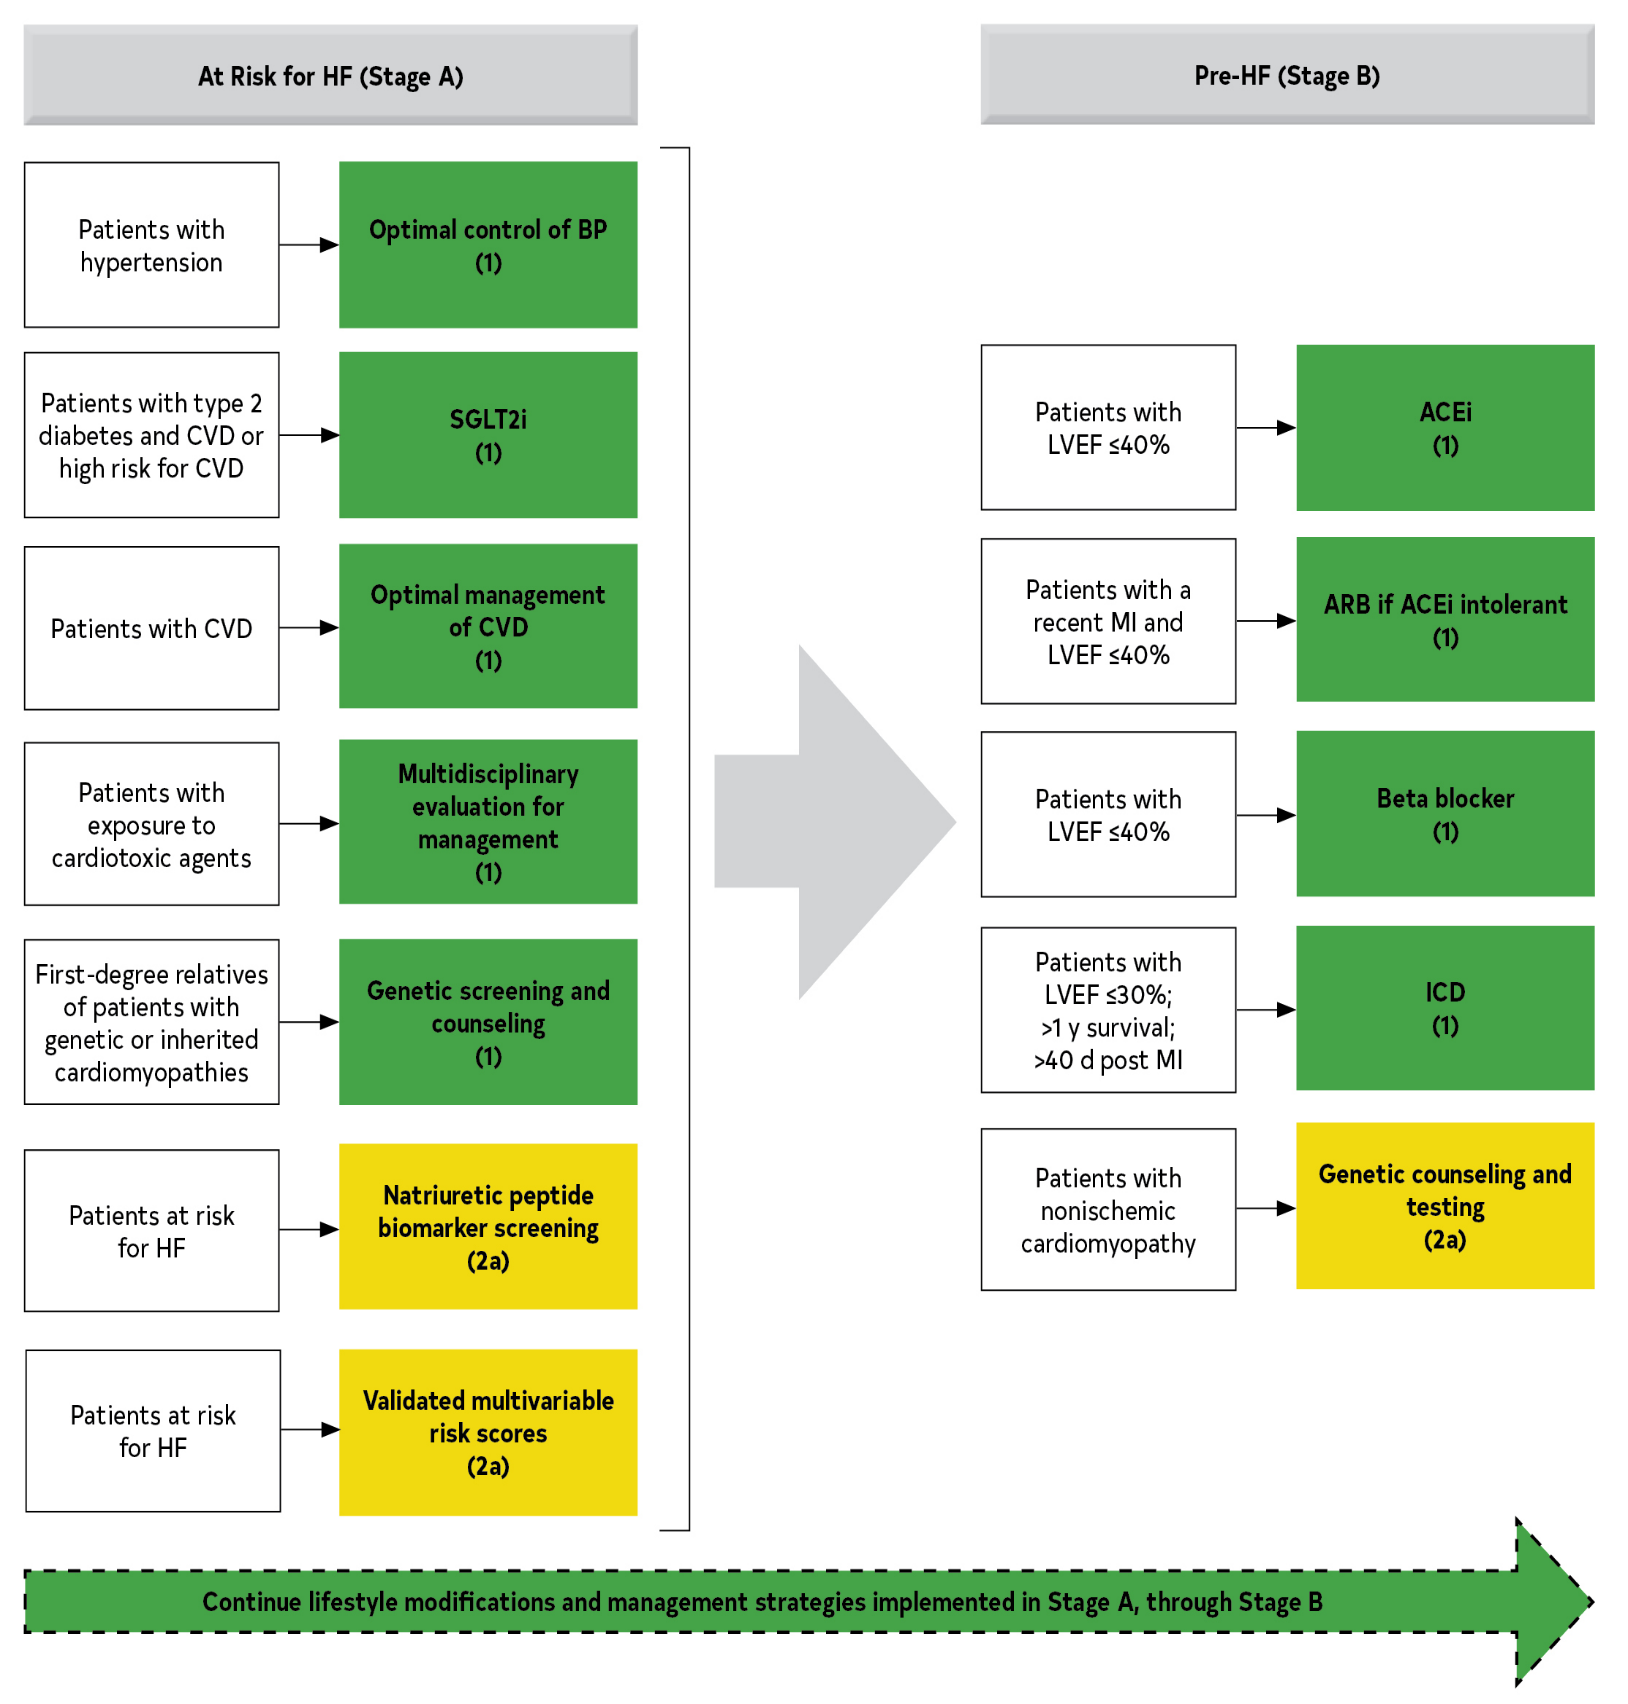 At Risk for HF (Stage A)
Patients with
hypertension
Optimal control of BP
(1)
Patients with type 2
diabetes and CVD or
high risk for CVD
SGLT2i
(1)
Patients with CVD
Optimal management
of CVD
(1)
Patients with
exposure to
cardiotoxic agents
Multidisciplinary
evaluation for
management
(1)
First-degree relatives
of patients with
genetic or inherited
cardiomyopathies
Genetic screening and
counseling
(1)
Patients at risk
for HF
Natriuretic peptide
biomarker screening
(2a)
Patients at risk
for HF
Validated multivariable
risk scores
(2a)
Pre-HF (Stage B)
Patients with
LVEF ≤40%
ACEi
(1)
Patients with a
recent MI and
LVEF ≤40%
ARB if ACEi intolerant
(1)
Patients with
LVEF ≤40%
Beta blocker
(1)
Patients with
LVEF ≤30%;
>1 y survival;
>40 d post MI
ICD
(1)
Patients with
nonischemic
cardiomyopathy
Genetic counseling and
testing
(2a)
Continue lifestyle modifications and management strategies implemented in Stage A, through Stage B